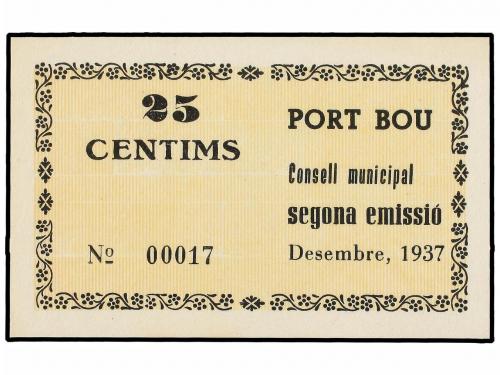 25
CENTIMS
Nº 00017
PORT BOU
Consell municipal
segona emissió
Desembre, 1937